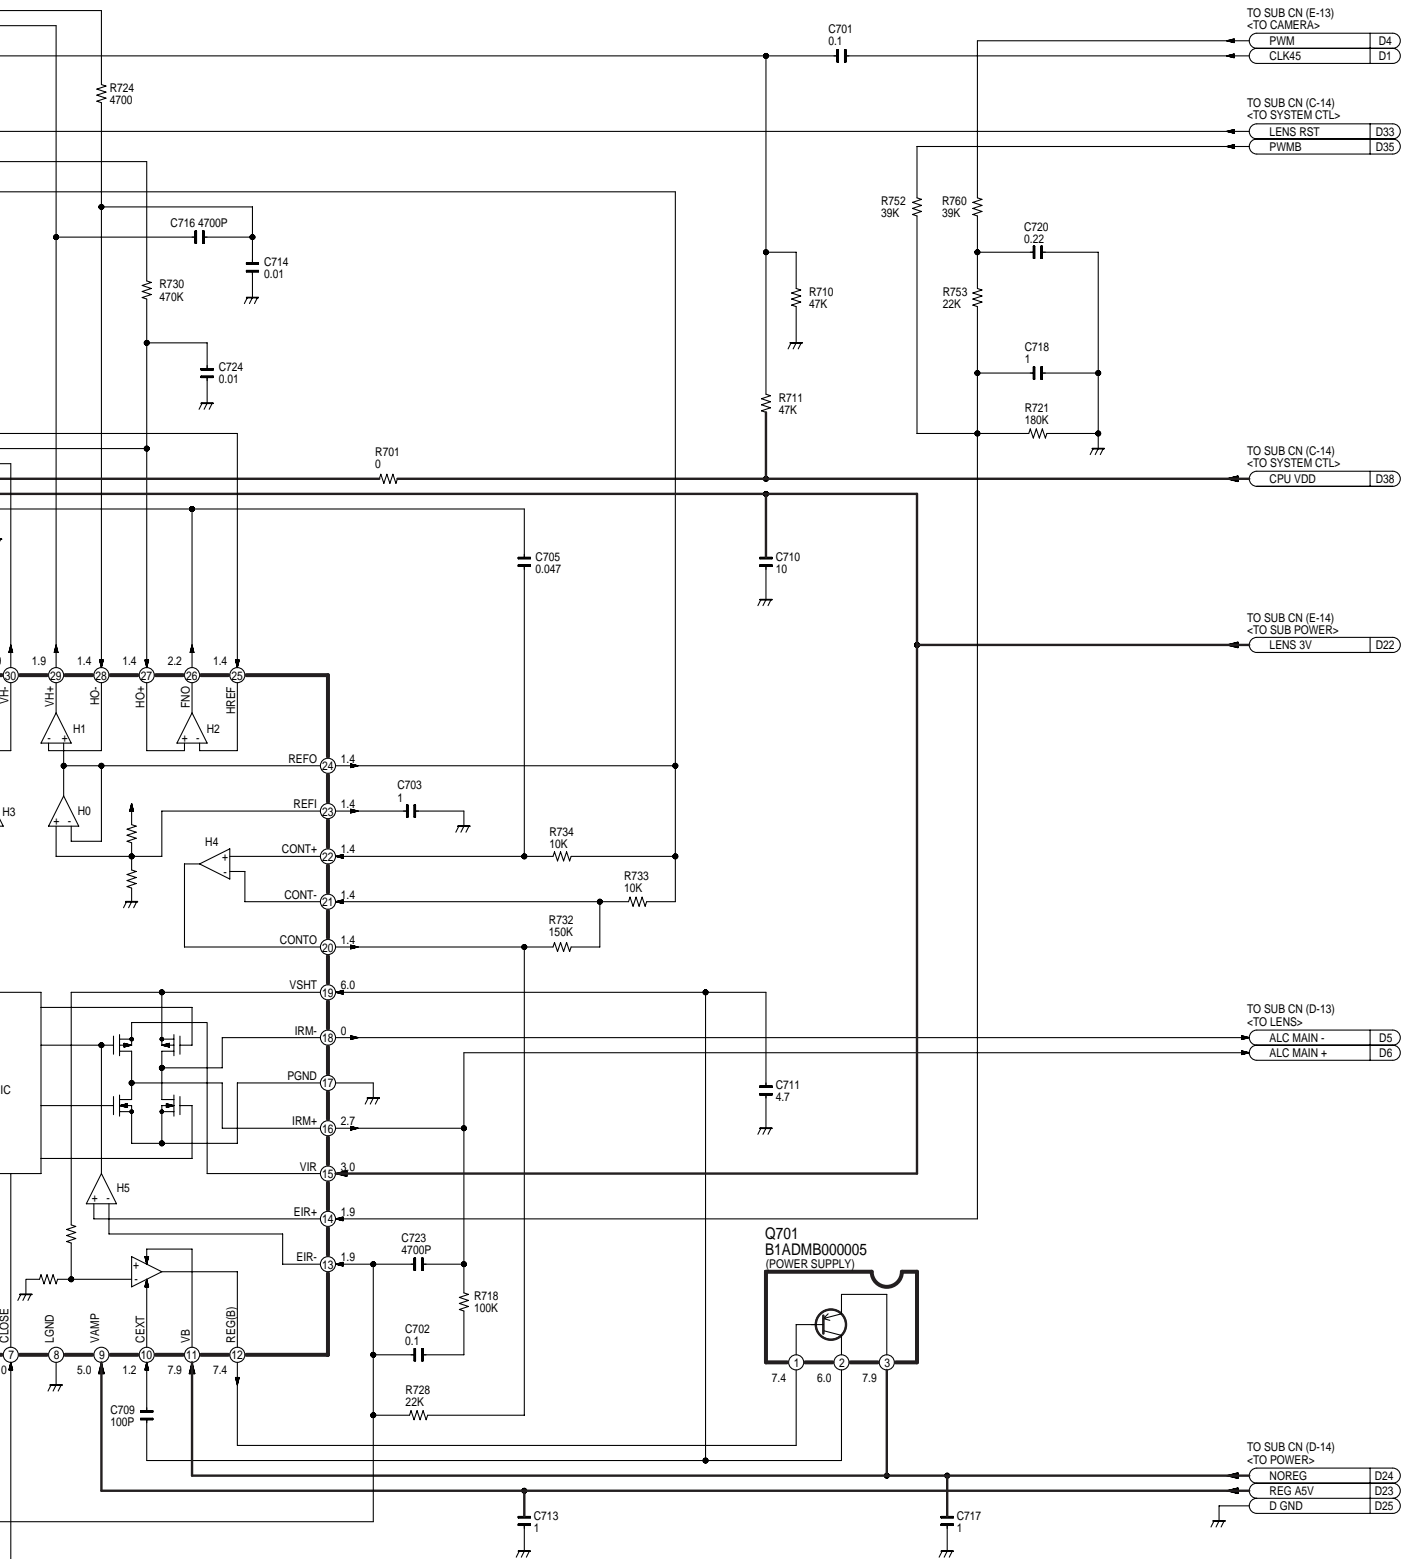 TO SUB CN (E-13)
<TO CAMERA>
PWM D4
CLK45 D1
C701
0.1
R724
4700
TO SUB CN (C-14)
<TO SYSTEM CTL>
LENS RST D33
PWMB D35
R752
39K
R760
39K
C716 4700P
C720
0.22
C714
0.01
R730
470K
R710
47K
R753
22K
C724
0.01
C718
1
R711
47K
R721
180K
R701
0
TO SUB CN (C-14)
<TO SYSTEM CTL>
CPU VDD D38
C705
0.047
C710
10
TO SUB CN (E-14)
<TO SUB POWER>
LENS 3V D22
1.9 1.4 1.4 2.2 1.4
30 29 28 27 26 25
VH- VH+ HO- HO+ FNO HREF
H1 H2
REFO 24 1.4
C703
1
REFI 23 1.4
H3 H0
+ -
R734
10K
H4
CONT+ 22 1.4
R733
10K
CONT- 21 1.4
R732
150K
CONTO 20 1.4
VSHT 19 6.0
TO SUB CN (D-13)
<TO LENS>
IRM- 18 0
ALC MAIN - D5
ALC MAIN + D6
IC
PGND 17
C711
4.7
IRM+ 16 2.7
VIR 15 3.0
H5
+ -
EIR+ 14 1.9
Q701
B1ADMB000005
(POWER SUPPLY)
C723
4700P
EIR- 13 1.9
R718
100K
C702
0.1
CLOSE LGND VAMP CEXT VB REG(B)
7 8 9 10 11 12
0 5.0 1.2 7.9 7.4
1 2 3
7.4 6.0 7.9
R728
22K
C709
100P
TO SUB CN (D-14)
<TO POWER>
NOREG D24
REG A5V D23
D GND D25
C713
1
C717
1